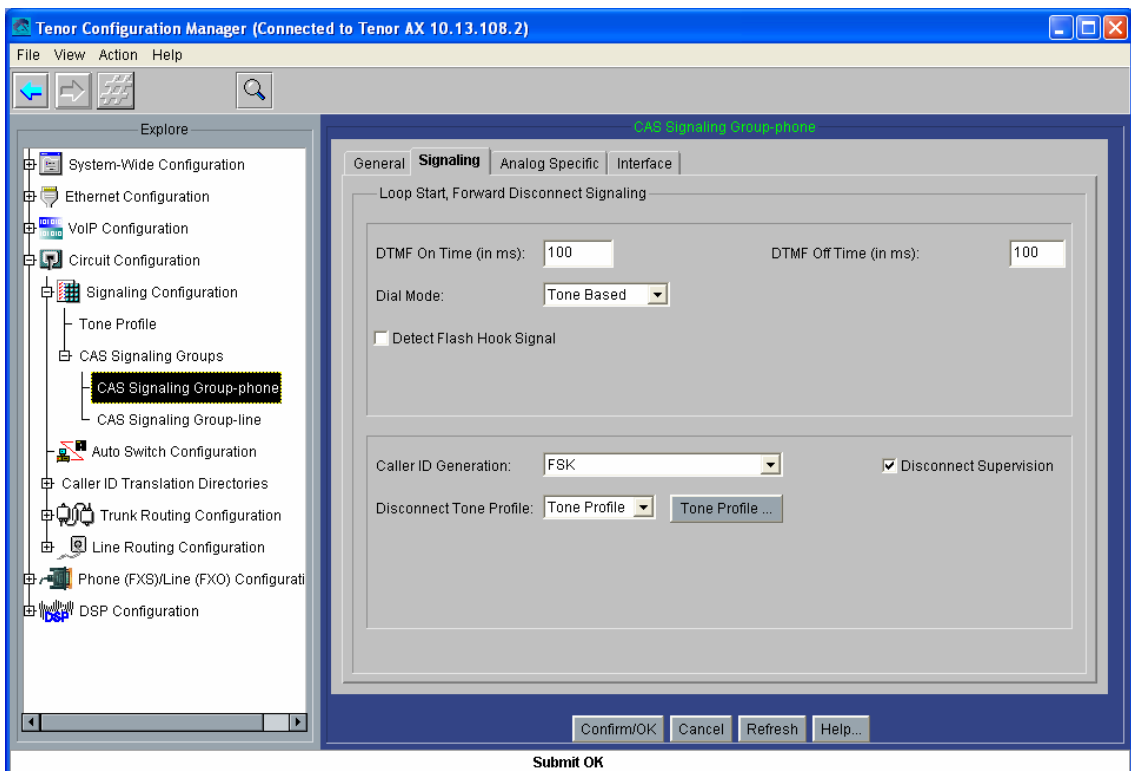 Tenor Configuration Manager (Connected to Tenor AX 10.13.108.2)
File View Action Help
Explore
System-Wide Configuration
Ethernet Configuration
VoIP Configuration
Circuit Configuration
Signaling Configuration
Tone Profile
CAS Signaling Groups
CAS Signaling Group-phone
CAS Signaling Group-line
Auto Switch Configuration
Caller ID Translation Directories
Trunk Routing Configuration
Line Routing Configuration
Phone (FXS)/Line (FXO) Configurati
DSP Configuration
CAS Signaling Group-phone
General Signaling Analog Specific Interface
Loop Start, Forward Disconnect Signaling
DTMF On Time (in ms): 100 DTMF Off Time (in ms): 100
Dial Mode: Tone Based
Detect Flash Hook Signal
Caller ID Generation: FSK Disconnect Supervision
Disconnect Tone Profile: Tone Profile Tone Profile ...
Confirm/OK Cancel Refresh Help...
Submit OK